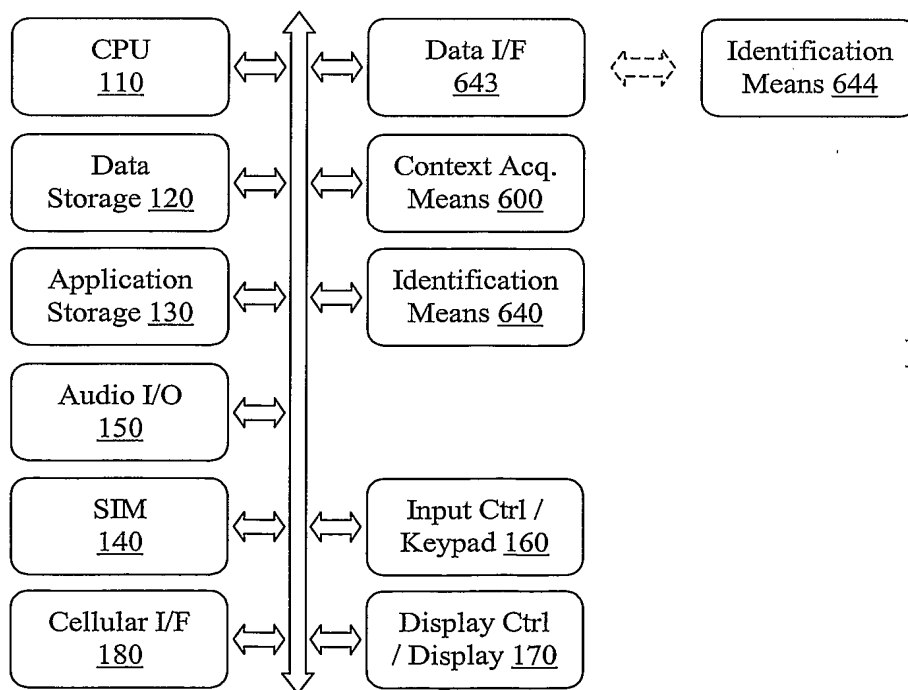 CPU
110
Data I/F
643
Identification
Means 644
Data
Storage 120
Context Acq.
Means 600
Application
Storage 130
Identification
Means 640
Audio I/O
150
SIM
140
Input Ctrl /
Keypad 160
Cellular I/F
180
Display Ctrl
/ Display 170